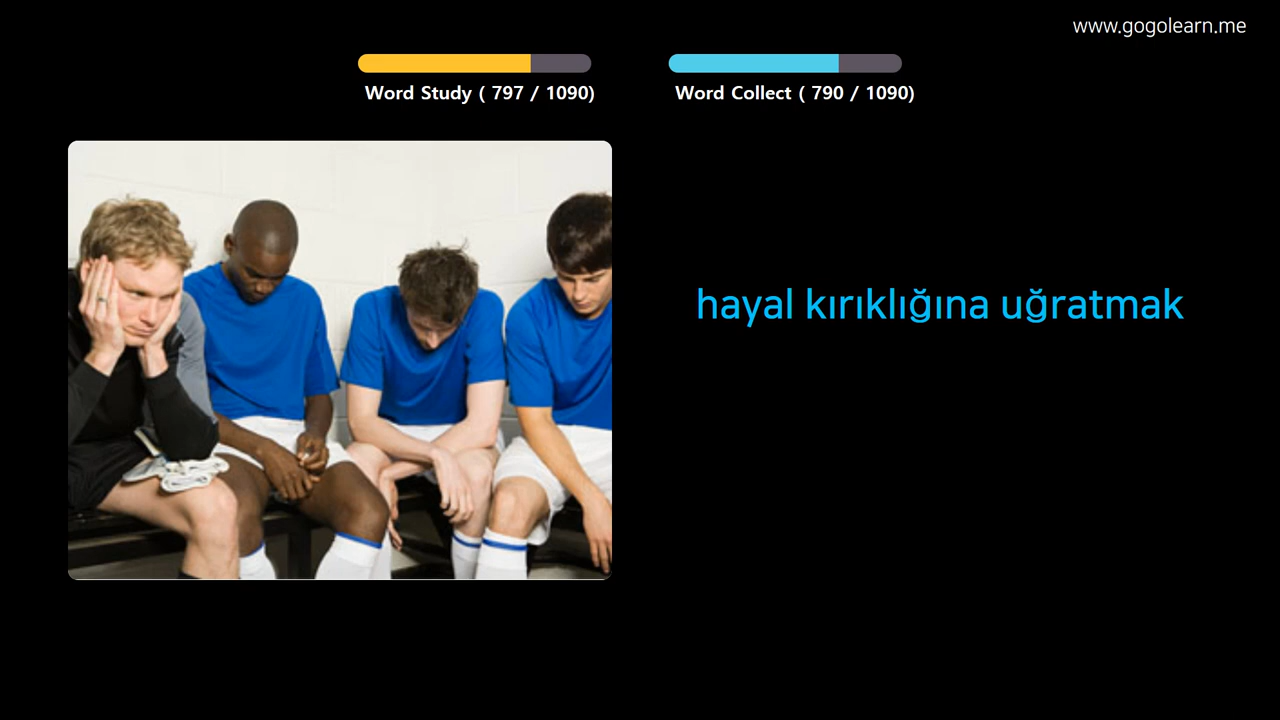 www.gogolearn.me
Word Study ( 797 / 1090)
Word Collect ( 790 / 1090)
hayal kırıklığına uğratmak